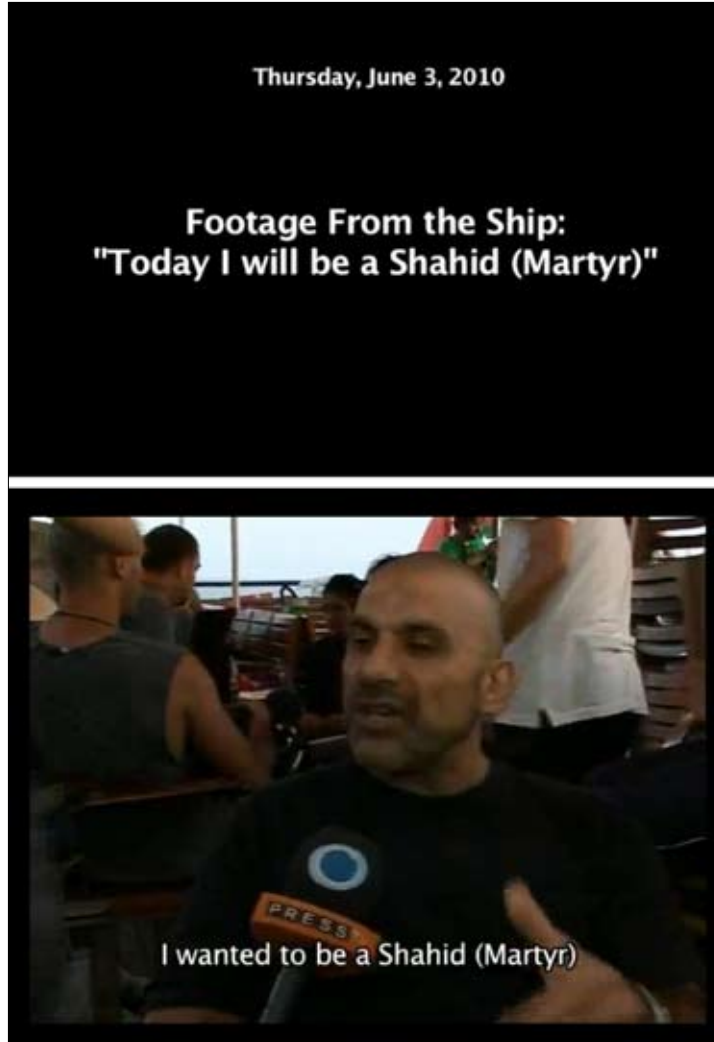 Thursday, June 3, 2010
Footage From the Ship:
"Today I will be a Shahid (Martyr)"
PRESS
I wanted to be a Shahid (Martyr)